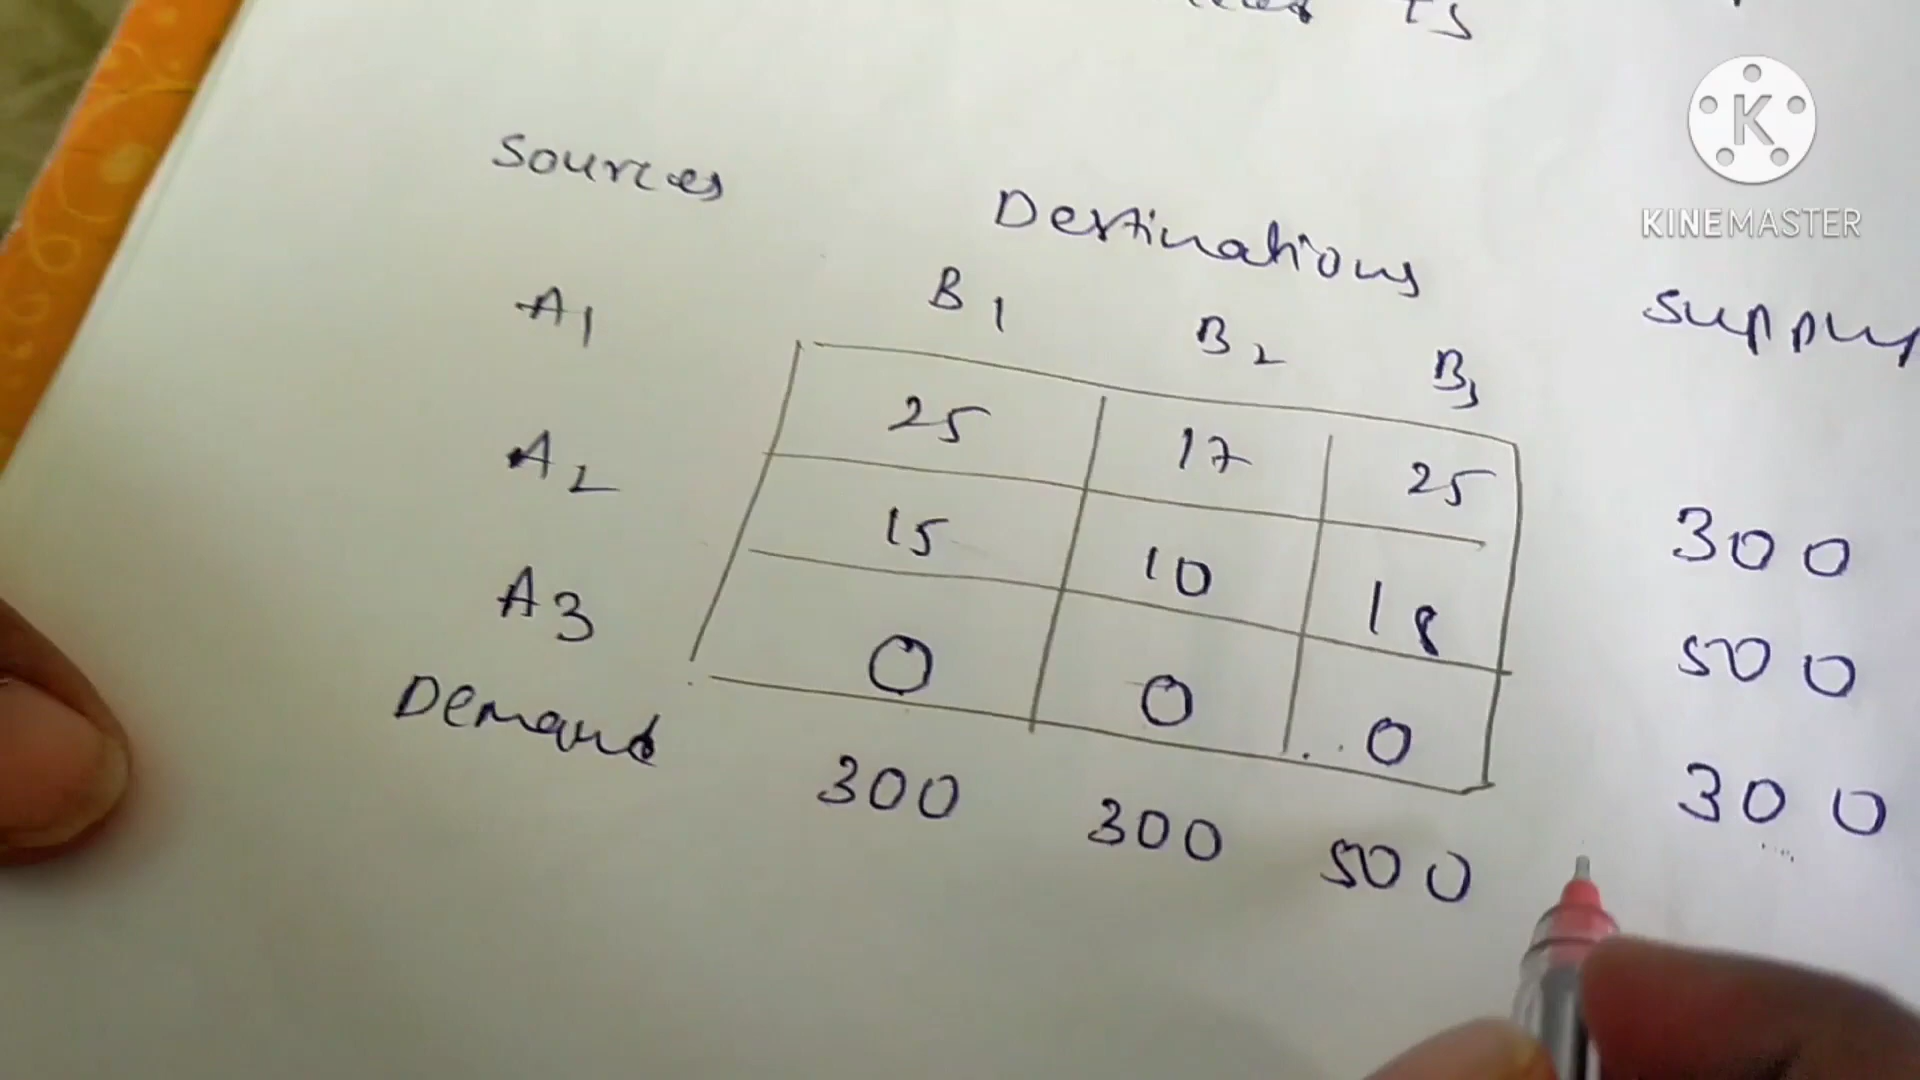 TS
K
KINEMASTER
Sources Destinations Supply
B1 B2 B3
A1 25 17 25 300
A2 15 10 18 500
A3 0 0 0 300
Demand 300 300 500